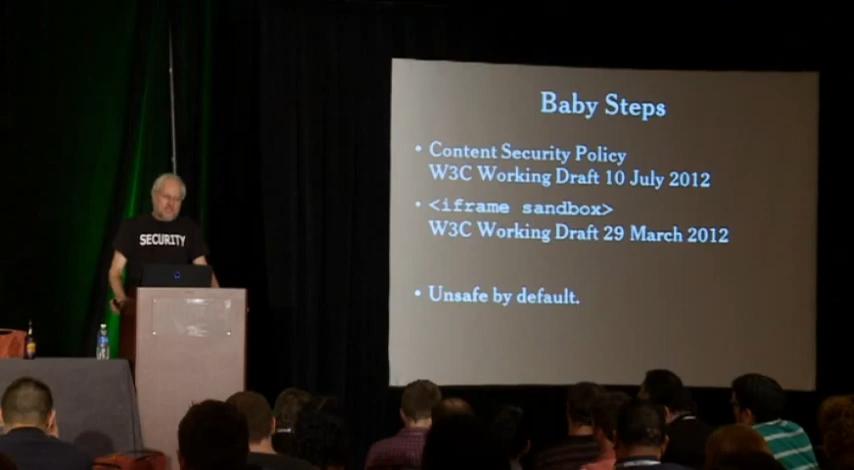 SECURITY
Baby Steps
• Content Security Policy
W3C Working Draft 10 July 2012
• <iframe sandbox>
W3C Working Draft 29 March 2012
• Unsafe by default.